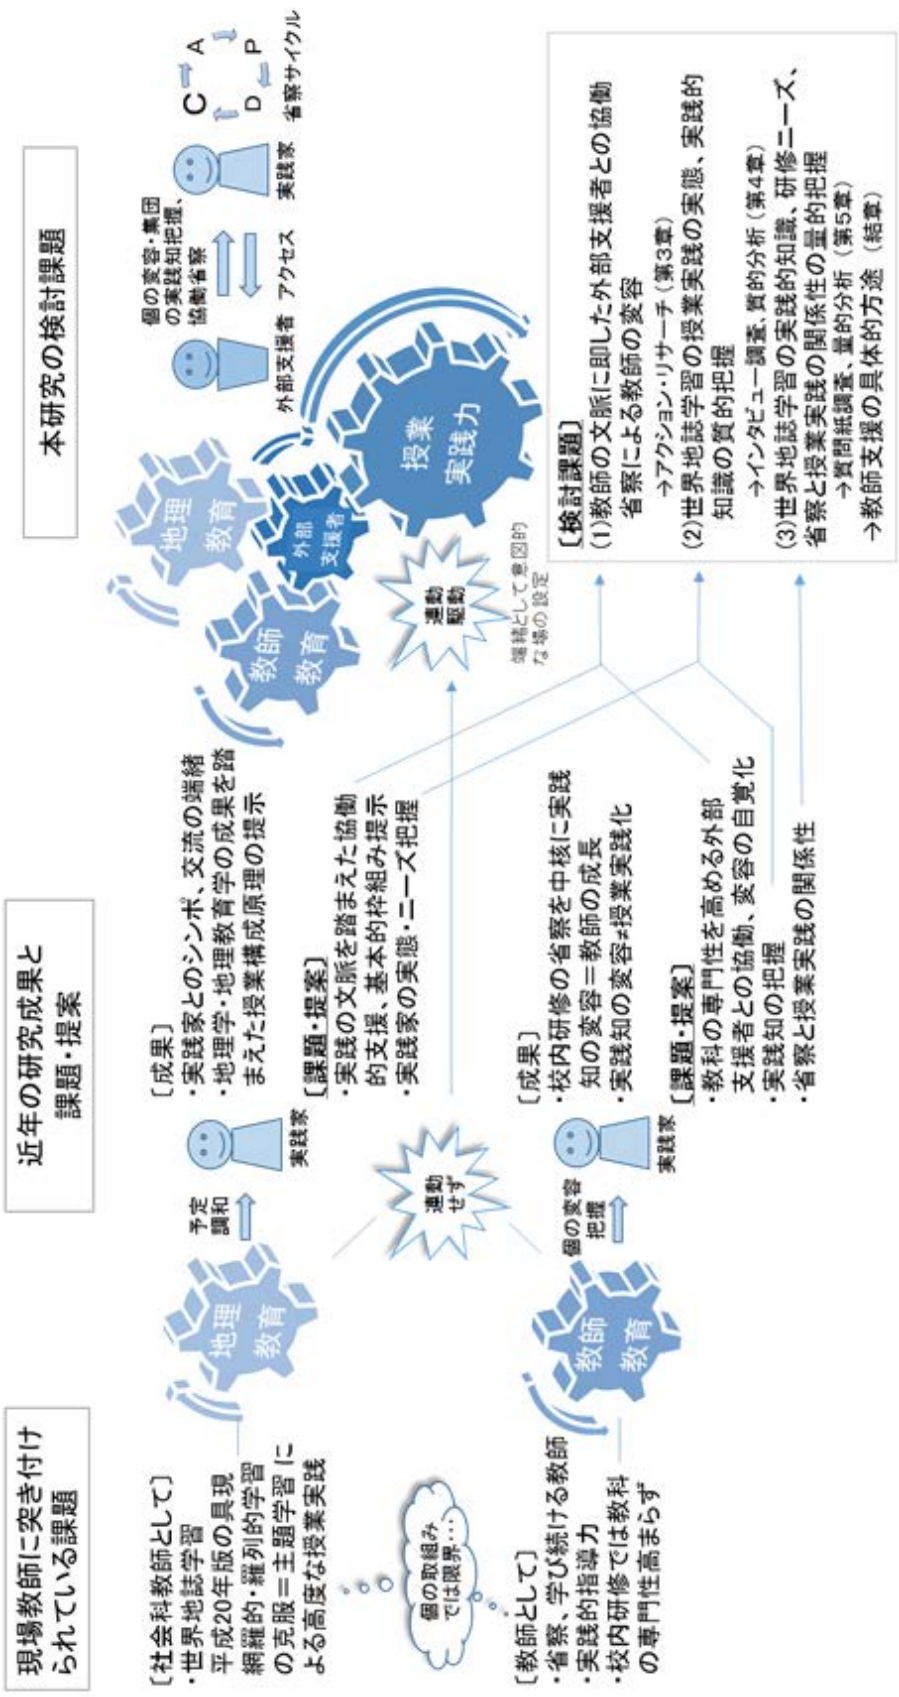 現場教師に突き付け
られている課題
〔社会科教師として〕
・世界地誌学習
平成20年版の具現
網羅的・羅列的学習
の克服＝主題学習 に
よる高度な授業実践
個の取組み
では限界…
〔教師として〕
・省察、学び続ける教師
・実践的指導力
・校内研修では教科
の専門性高まらず
近年の研究成果と
課題・提案
地理
教育
予定
調和
実践家
〔成果〕
・実践家とのシンポ、交流の端緒
・地理学・地理教育学の成果を踏
まえた授業構成原理の提示
〔課題・提案〕
・実践の文脈を踏まえた協働
的支援、基本的枠組み提示
・実践家の実態・ニーズ把握
連動
せず
教師
教育
個の変容
把握
実践家
〔成果〕
・校内研修の省察を中核に実践
知の変容＝教師の成長
・実践知の変容≠授業実践化
〔課題・提案〕
・教科の専門性を高める外部
支援者との協働、変容の自覚化
・実践知の把握
・省察と授業実践の関係性
本研究の検討課題
地理
教育
教師
教育
外部
支援者
授業
実践力
連動
駆動
端緒として意図的
な場の設定
個の変容・集団
の実践知把握、
協働省察
外部支援者
アクセス
実践家
C
A
D
P
省察サイクル
〔検討課題〕
(1)教師の文脈に即した外部支援者との協働
省察による教師の変容
→アクション・リサーチ（第3章）
(2)世界地誌学習の授業実践の実態、実践的
知識の質的把握
→インタビュー調査、質的分析（第4章）
(3)世界地誌学習の実践的知識、研修ニーズ、
省察と授業実践の関係性の量的把握
→質問紙調査、量的分析（第5章）
→教師支援の具体的方途（結章）